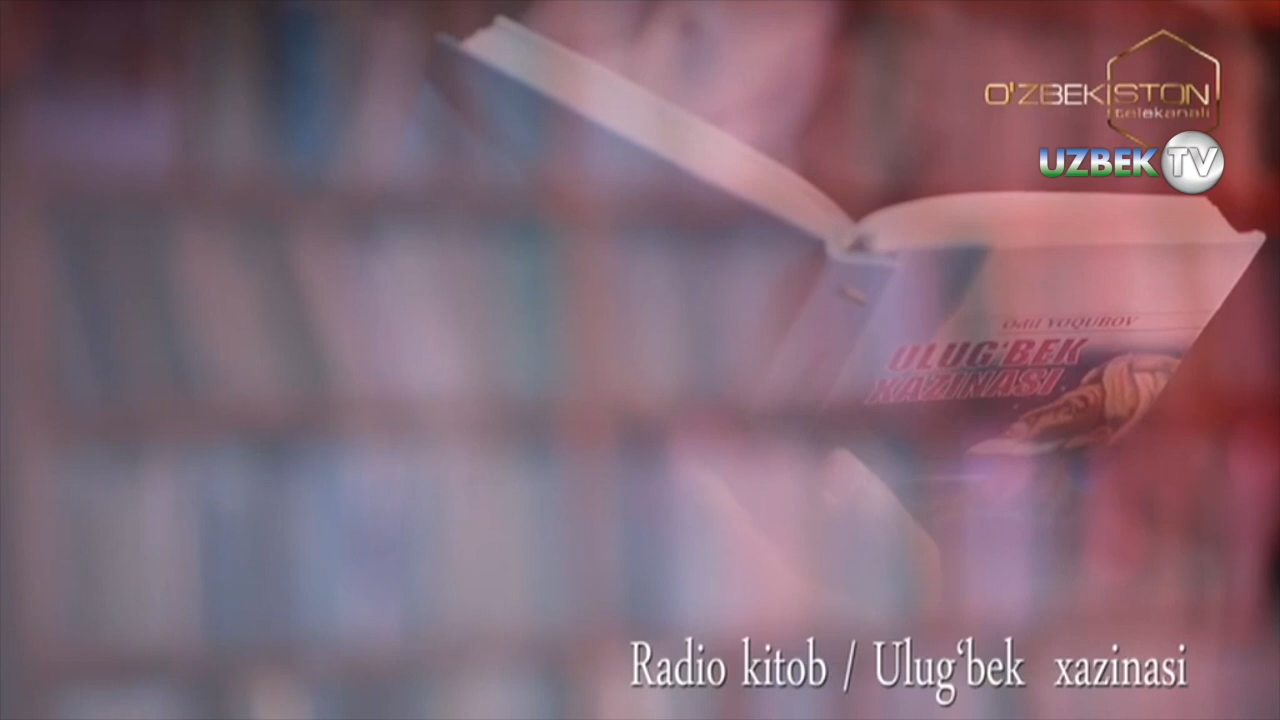 O'ZBEKISTON
telekanali
UZBEK TV
Odil YOQUBOV
ULUG'BEK
XAZINASI
Radio kitob / Ulug‘bek xazinasi